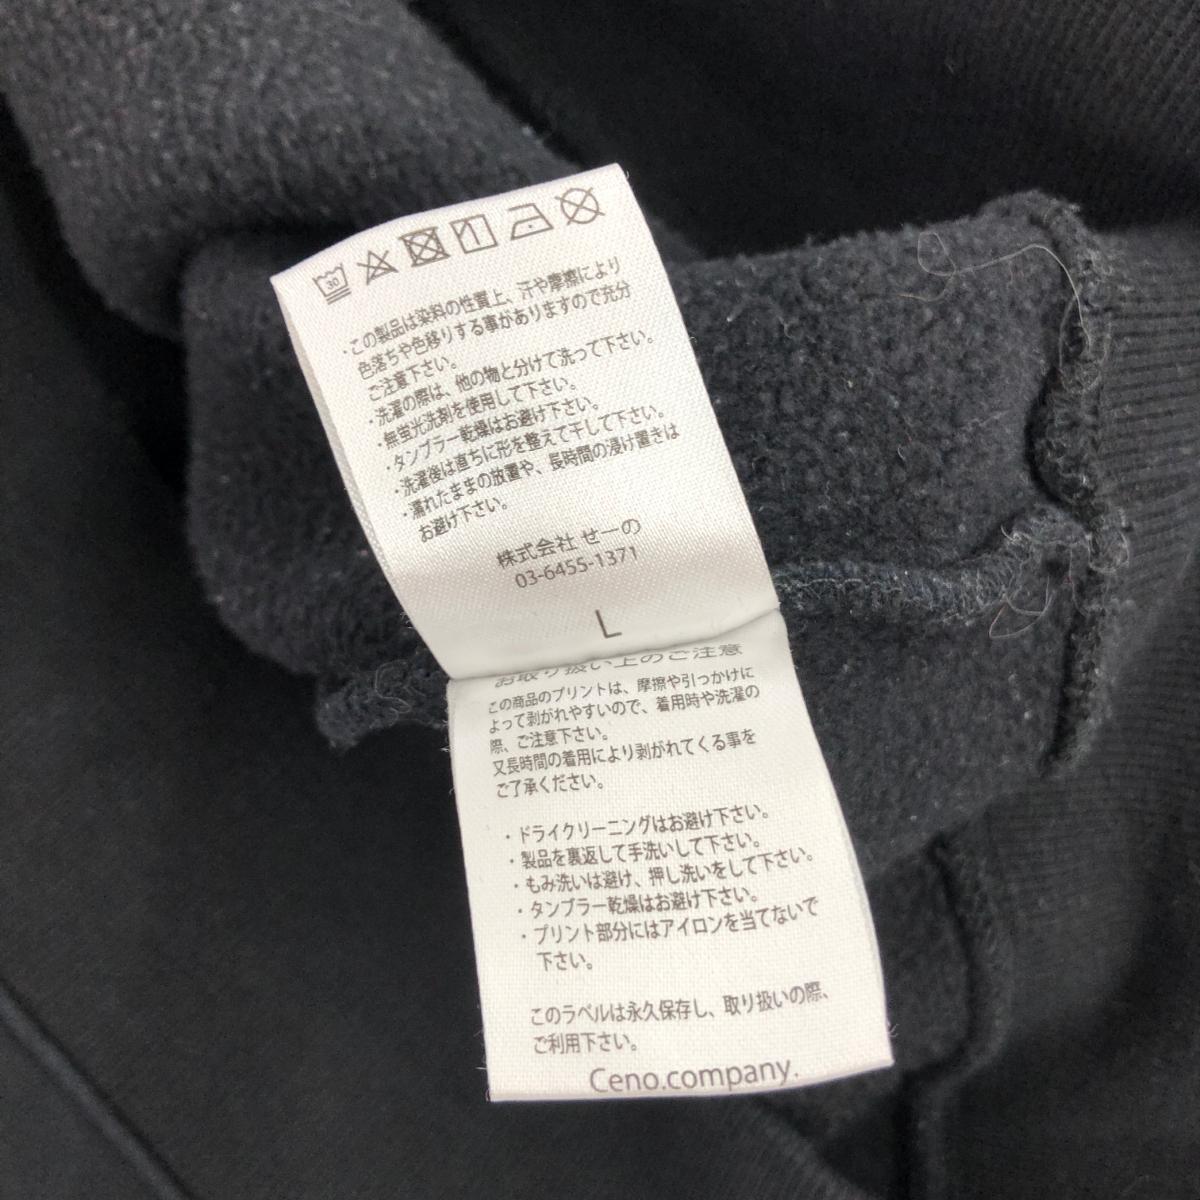 30
・この製品は染料の性質上、汗や摩擦により
色落ちや色移りする事がありますので充分
ご注意下さい。
・洗濯の際は、他の物と分けて洗って下さい。
・無蛍光洗剤を使用して下さい。
・タンブラー乾燥はお避け下さい。
・洗濯後は直ちに形を整えて干して下さい。
・濡れたままの放置や、長時間の浸け置きは
お避け下さい。
株式会社 せーの
03-6455-1371
L
お取り扱い上のご注意
この商品のプリントは、摩擦や引っかけに
よって剥がれやすいので、着用時や洗濯の
際、ご注意下さい。
又長時間の着用により剥がれてくる事を
ご了承ください。
・ドライクリーニングはお避け下さい。
・製品を裏返して手洗いして下さい。
・もみ洗いは避け、押し洗いをして下さい。
・タンブラー乾燥はお避け下さい。
・プリント部分にはアイロンを当てないで
下さい。
このラベルは永久保存し、取り扱いの際、
ご利用下さい。
Ceno.company.